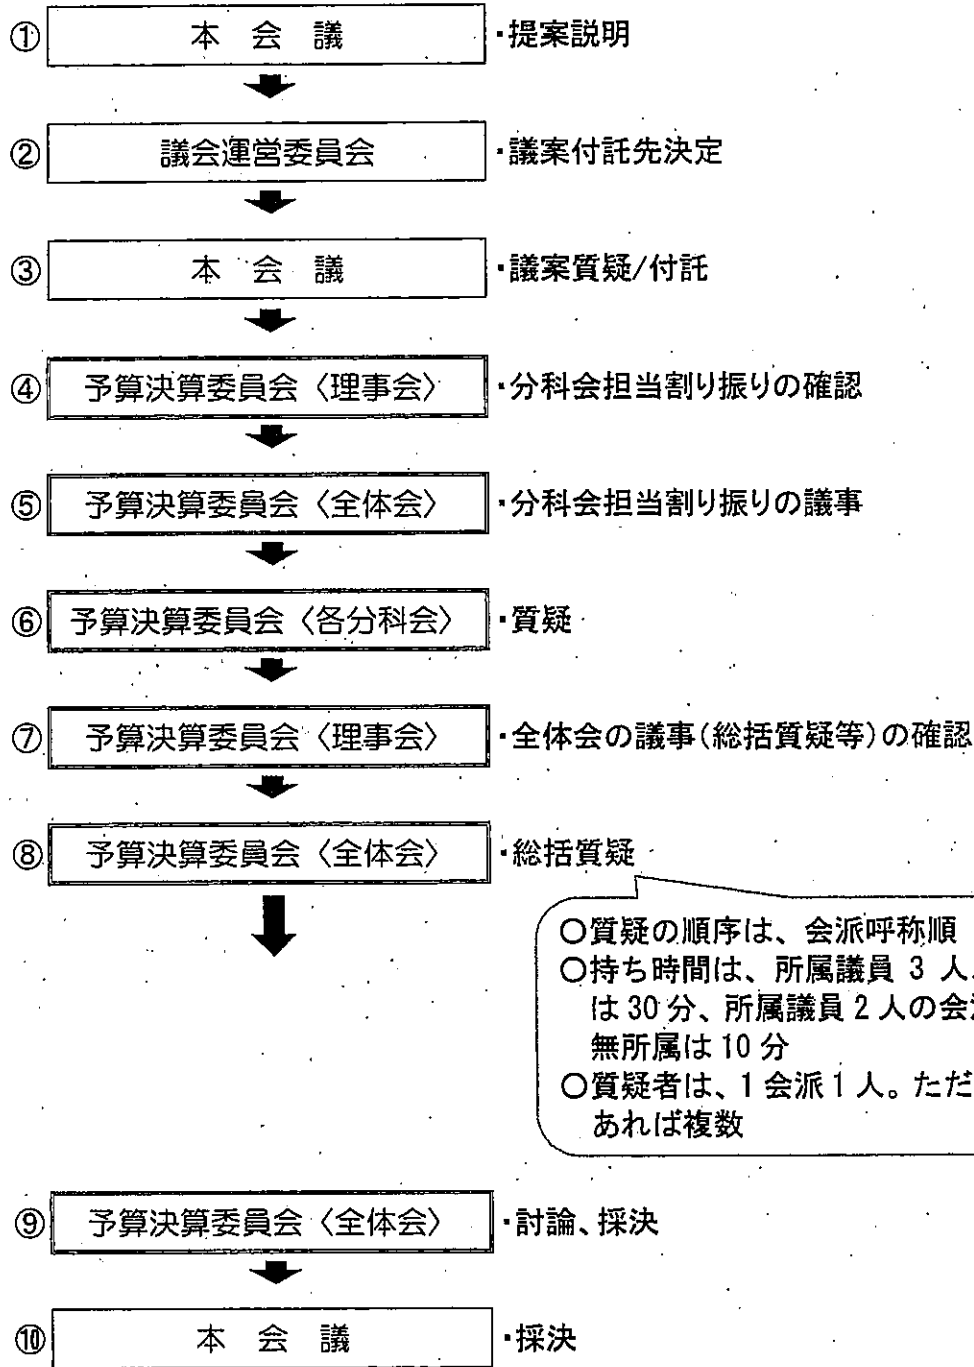 ① 本会議 ・提案説明
② 議会運営委員会 ・議案付託先決定
③ 本会議 ・議案質疑/付託
④ 予算決算委員会〈理事会〉 ・分科会担当割り振りの確認
⑤ 予算決算委員会〈全体会〉 ・分科会担当割り振りの議事
⑥ 予算決算委員会〈各分科会〉 ・質疑
⑦ 予算決算委員会〈理事会〉 ・全体会の議事(総括質疑等)の確認
⑧ 予算決算委員会〈全体会〉 ・総括質疑
○質疑の順序は、会派呼称順
○持ち時間は、所属議員 3 人
は 30 分、所属議員 2 人の会
無所属は 10 分
○質疑者は、1 会派 1 人。ただ
あれば複数
⑨ 予算決算委員会〈全体会〉 ・討論、採決
⑩ 本会議 ・採決